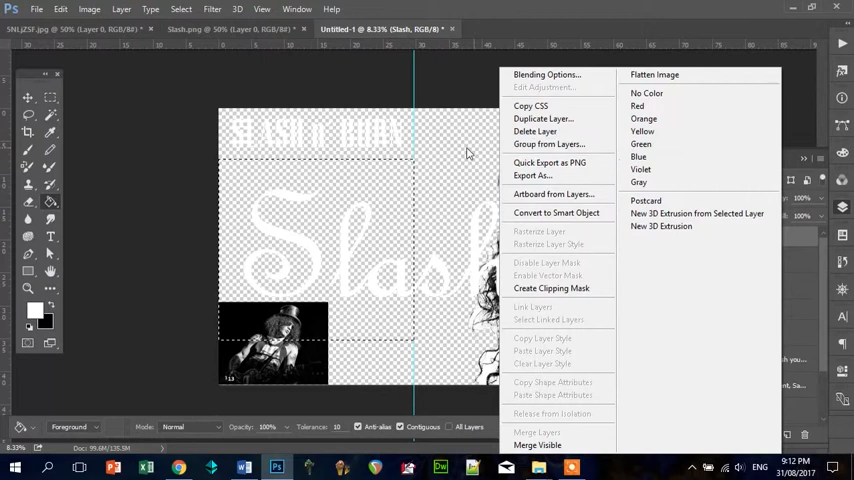 Ps File Edit Image Layer Type Select Filter 3D View Window Help
5NLjZSF.jpg @ 50% (Layer 0, RGB/8#) * Slash.png @ 50% (Layer 0, RGB/8#) * Untitled-1 @ 8.33% (Slash, RGB/8#) *
SLASH n' BURN
Slash
Blending Options...
Edit Adjustment...
Copy CSS
Duplicate Layer...
Delete Layer
Group from Layers...
Quick Export as PNG
Export As...
Artboard from Layers...
Convert to Smart Object
Rasterize Layer
Rasterize Layer Style
Disable Layer Mask
Enable Vector Mask
Create Clipping Mask
Link Layers
Select Linked Layers
Copy Layer Style
Paste Layer Style
Clear Layer Style
Copy Shape Attributes
Paste Shape Attributes
Release from Isolation
Merge Layers
Merge Visible
Flatten Image
No Color
Red
Orange
Yellow
Green
Blue
Violet
Gray
Postcard
New 3D Extrusion from Selected Layer
New 3D Extrusion
100%
100%
Foreground Mode: Normal Opacity: 100% Tolerance: 10 Anti-alias Contiguous All Layers
8.33% Doc: 99.6M/135.5M
ENG 9:12 PM
31/08/2017